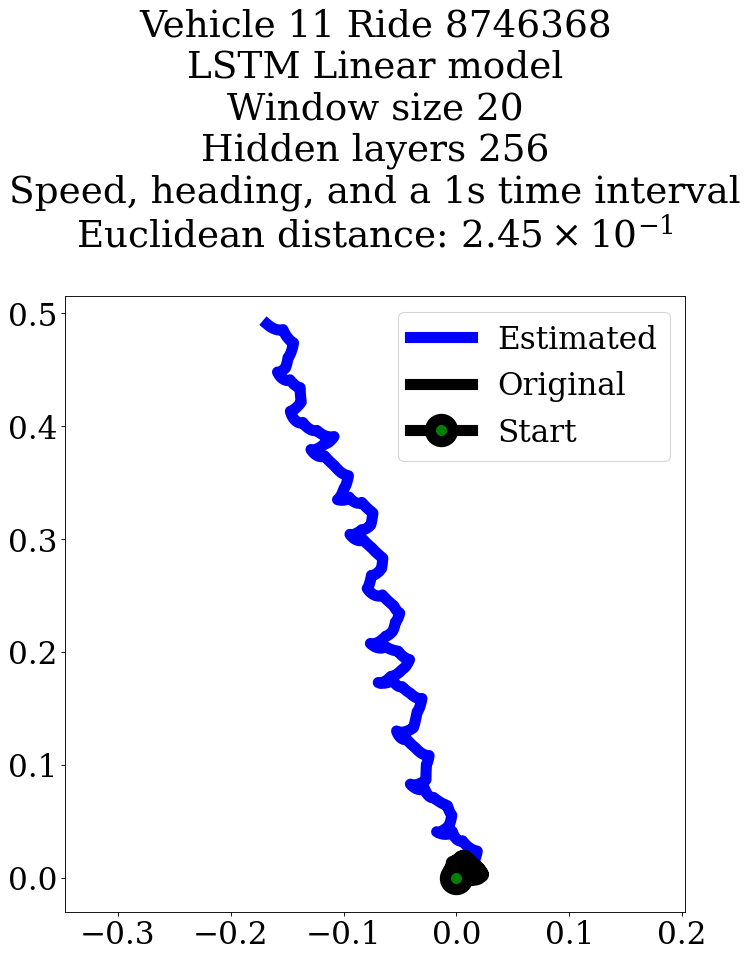 Vehicle 11 Ride 8746368
LSTM Linear model
Window size 20
Hidden layers 256
Speed, heading, and a 1s time interval
Euclidean distance: 2.45 × 10⁻¹
0.5
0.4
0.3
0.2
0.1
0.0
Estimated
Original
Start
−0.3 −0.2 −0.1 0.0 0.1 0.2